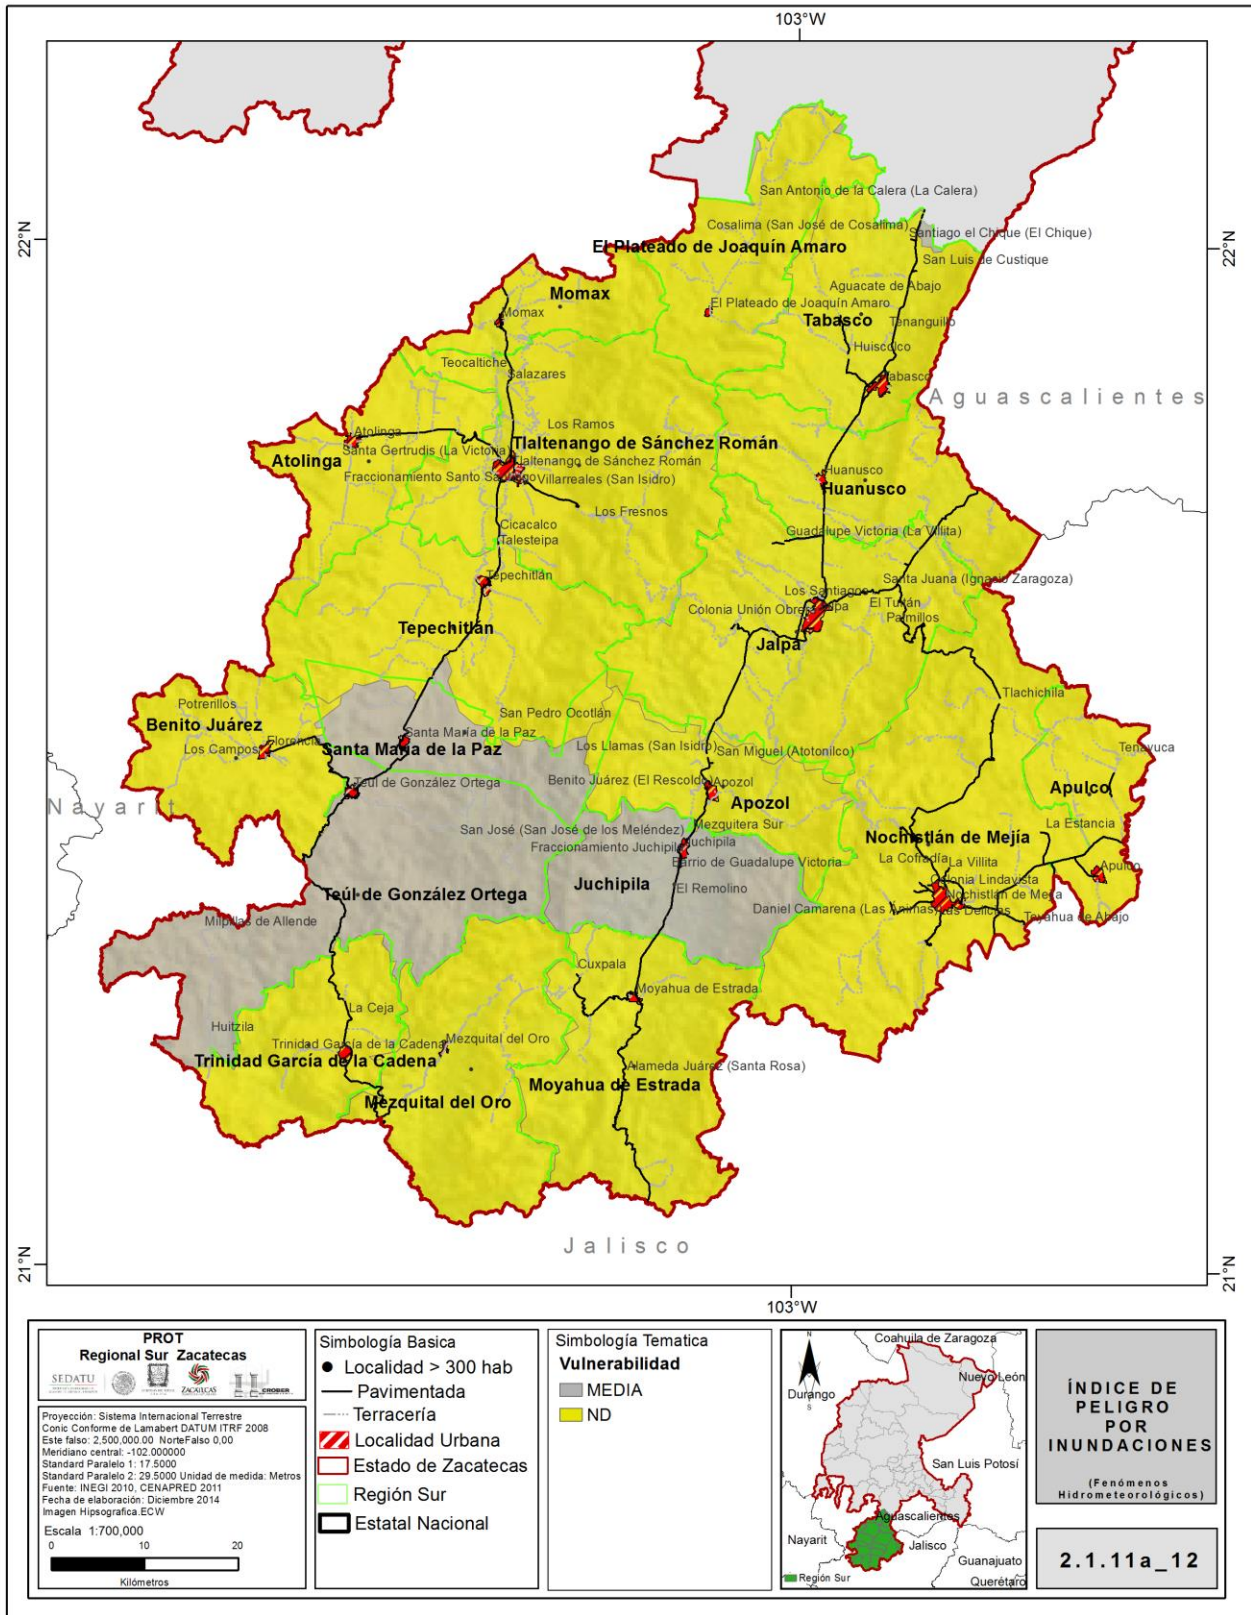 103°W
22°N
22°N
San Antonio de la Calera (La Calera)
Cosalima (San José de Cosalima)
Santiago el Chique (El Chique)
El Plateado de Joaquín Amaro
San Luis de Custique
Aguacate de Abajo
Momax
El Plateado de Joaquín Amaro
Momax
Tabasco
Tenanguillo
Huiscolco
Teocaltiche
Salazares
Tabasco
Aguascalientes
Los Ramos
Atolinga
Tlaltenango de Sánchez Román
Santa Gertrudis (La Victoria)
Atolinga
Tlaltenango de Sánchez Román
Huanusco
Fraccionamiento Santo Santiago
Villarreales (San Isidro)
Huanusco
Los Fresnos
Cicacalco
Talesteipa
Guadalupe Victoria (La Villita)
Tepechitlán
Santa Juana (Ignacio Zaragoza)
Los Santiagos
Colonia Unión Obrera
Jalpa
El Tuitán
Palmillos
Tepechitlán
Jalpa
Tlachichila
Potrerillos
San Pedro Ocotlán
Benito Juárez
Florencia
Los Campos
Santa María de la Paz
Santa María de la Paz
Los Llamas (San Isidro)
San Miguel (Atotonilco)
Tenayuca
Teul de González Ortega
Benito Juárez (El Rescoldo)
Apozol
Apulco
Nayarit
Apozol
San José (San José de los Meléndez)
Mezquitera Sur
La Estancia
Fraccionamiento Juchipila
Juchipila
Nochistlán de Mejía
Barrio de Guadalupe Victoria
La Cofradía
La Villita
Apulco
Juchipila
El Remolino
Colonia Lindavista
Teúl de González Ortega
Nochistlán de Mejía
Daniel Camarena (Las Ánimas)
Las Delicias
Milpillas de Allende
Toyahua de Abajo
Cuxpala
Moyahua de Estrada
La Ceja
Huitzila
Trinidad García de la Cadena
Mezquital del Oro
Trinidad García de la Cadena
Alameda Juárez (Santa Rosa)
Moyahua de Estrada
Mezquital del Oro
Jalisco
21°N
21°N
103°W
PROT
Regional Sur Zacatecas
SEDATU
ZACATECAS
CROBER
Proyección: Sistema Internacional Terrestre
Conic Conforme de Lamabert DATUM ITRF 2008
Este falso: 2,500,000.00 NorteFalso 0,00
Meridiano central: -102.000000
Standard Paralelo 1: 17.5000
Standard Paralelo 2: 29.5000 Unidad de medida: Metros
Fuente: INEGI 2010, CENAPRED 2011
Fecha de elaboración: Diciembre 2014
Imagen Hipsografica.ECW
Escala 1:700,000
0 10 20
Kilómetros
Simbología Basica
Localidad > 300 hab
Pavimentada
Terracería
Localidad Urbana
Estado de Zacatecas
Región Sur
Estatal Nacional
Simbología Tematica
Vulnerabilidad
MEDIA
ND
N
Coahuila de Zaragoza
Nuevo León
Durango
San Luis Potosí
Aguascalientes
Nayarit
Jalisco
Guanajuato
Querétaro
Región Sur
ÍNDICE DE
PELIGRO
POR
INUNDACIONES
(Fenómenos
Hidrometeorológicos)
2.1.11a_12